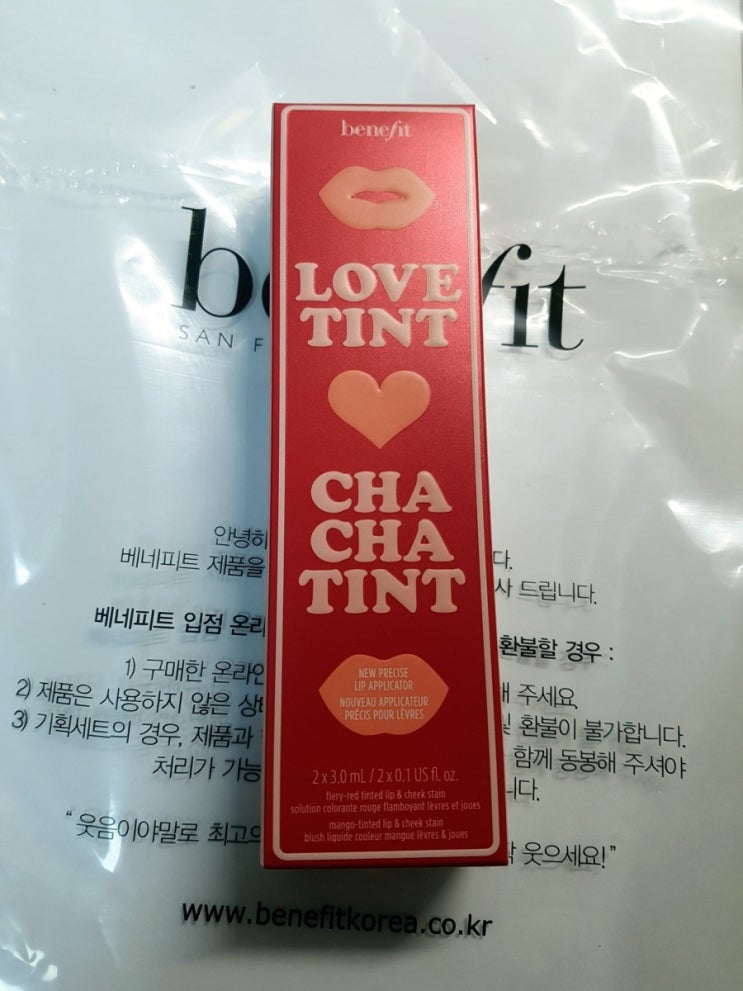 benefit
LOVE
TINT
CHA
CHA
TINT
NEW PRECISE
LIP APPLICATOR
NOUVEAU APPLICATEUR
PRÉCIS POUR LÈVRES
2 x 3.0 mL / 2 x 0.1 US fl. oz.
fiery-red tinted lip & cheek stain
solution colorante rouge flamboyant lèvres et joues
mango-tinted lip & cheek stain
blush liquide couleur mangue lèvres & joues
b fit
SAN F
안녕히 다.
베네피트 제품을 사 드립니다.
베네피트 입점 온라 환불할 경우 :
1) 구매한 온라인 주세요.
2) 제품은 사용하지 않은 상 및 환불이 불가합니다.
3) 기획세트의 경우, 제품과 함께 동봉해 주셔야
처리가 가능 니다.
“웃음이야말로 최고의 웃으세요!”
www.benefitkorea.co.kr